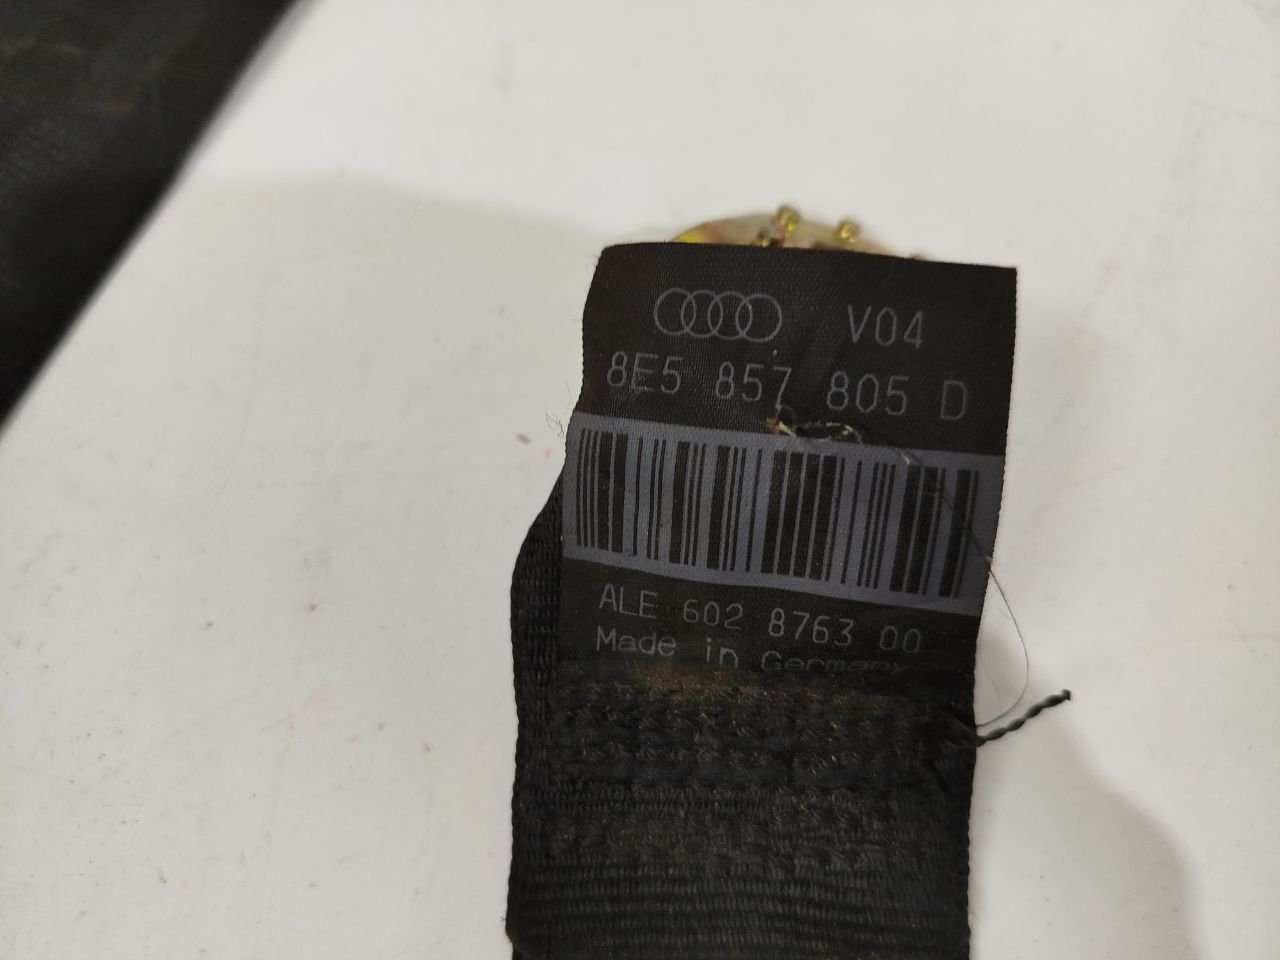 V04
8E5 857 805 D
ALE 602 8763 00
Made in Germany